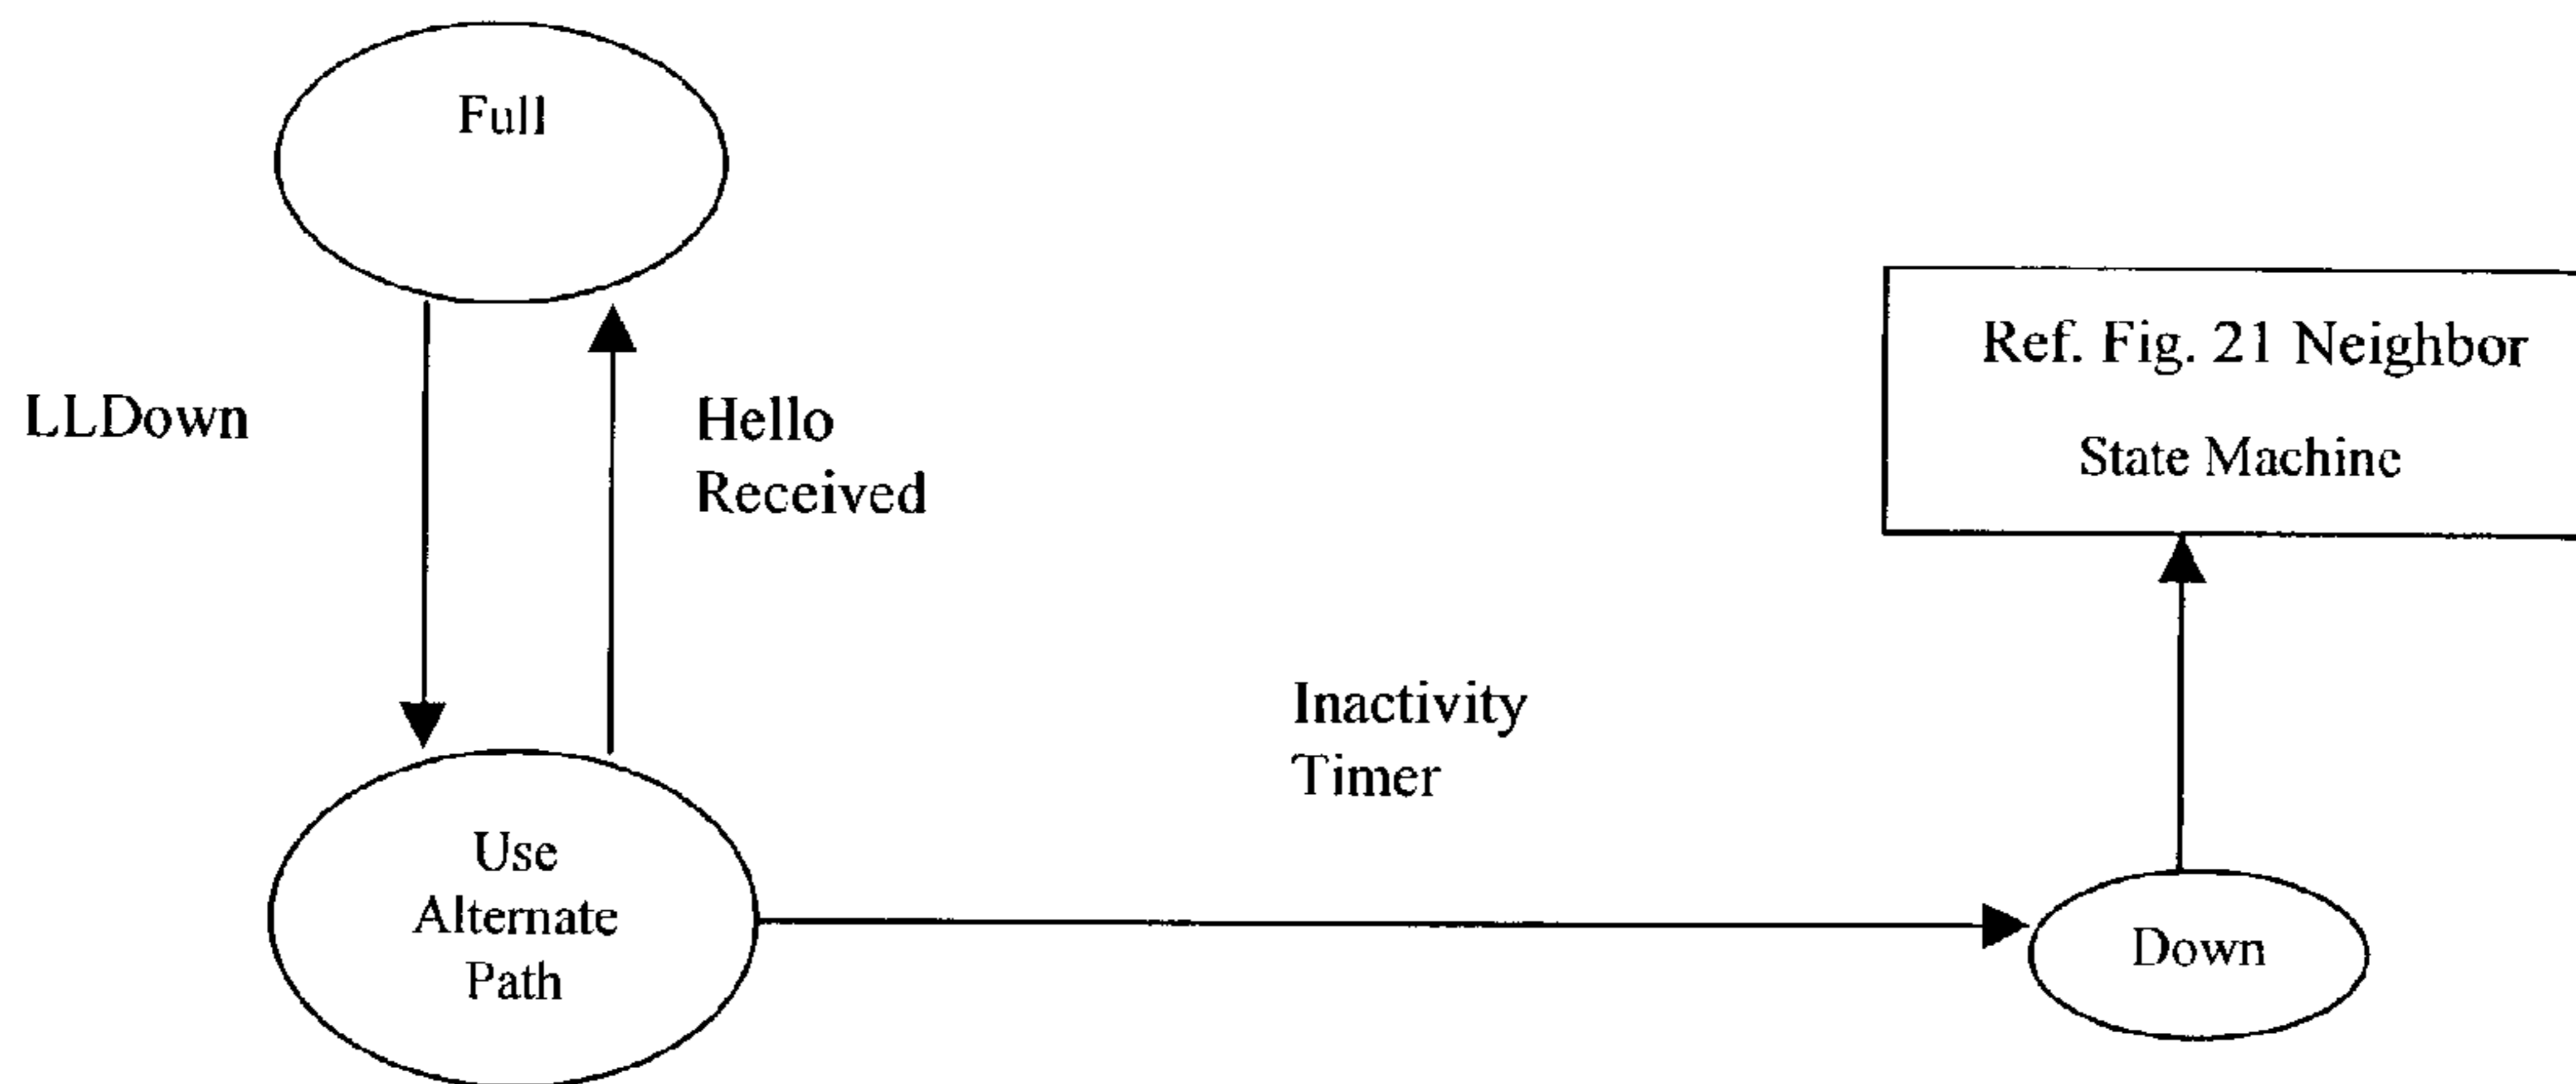 Full
LLDown
Hello
Received
Ref. Fig. 21 Neighbor
State Machine
Inactivity
Timer
Use
Alternate
Path
Down